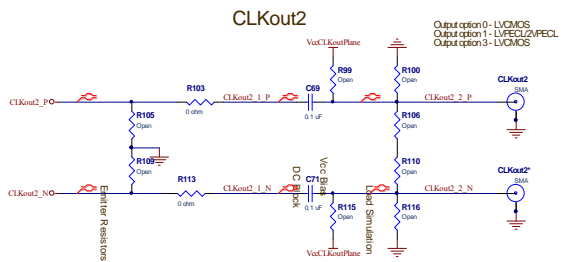 CLKout2
Output option 0 - LVCMOS
Output option 1 - LVPECL/2VPECL
Output option 3 - LVCMOS
VccCLKoutPlane
R99
Open
R100
Open
CLKout2
SMA
CLKout2_P
R103
0 ohm
CLKout2_1_P
C69
0.1 uF
CLKout2_2_P
R105
Open
R106
Open
R109
Open
R110
Open
CLKout2_N
R113
0 ohm
CLKout2_1_N
C71
0.1 uF
CLKout2_2_N
CLKout2*
SMA
R115
Open
R116
Open
VccCLKoutPlane
Emitter Resistors
DC Block
Vcc Bias
Load Simulation